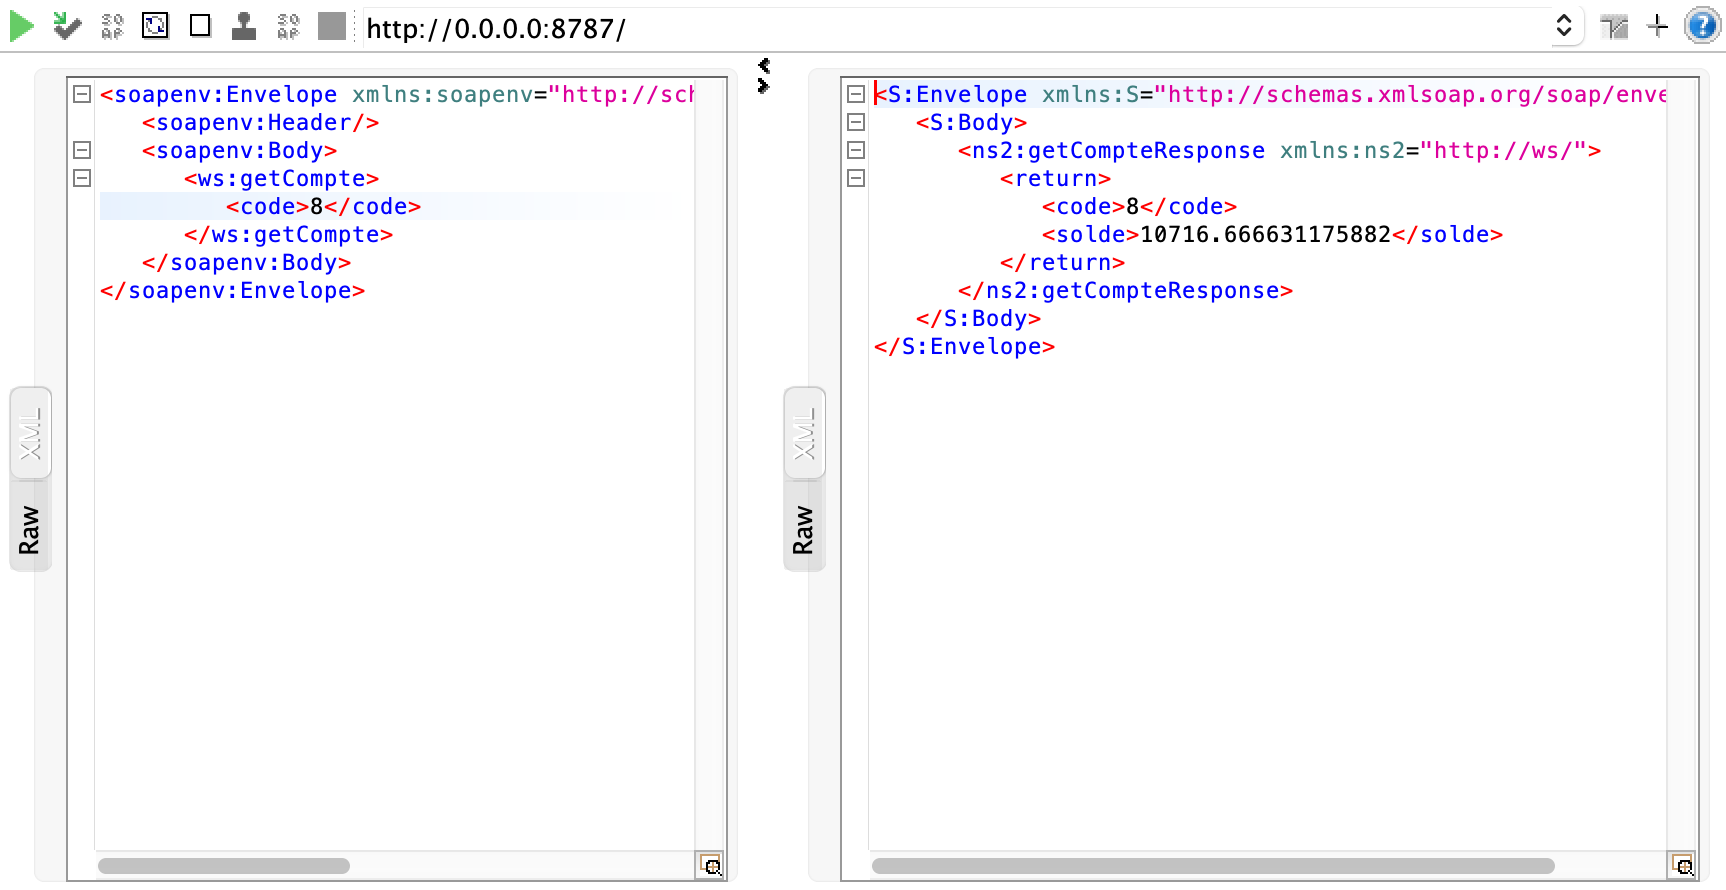 http://0.0.0.0:8787/
<soapenv:Envelope xmlns:soapenv="http://sch
<soapenv:Header/>
<soapenv:Body>
<ws:getCompte>
<code>8</code>
</ws:getCompte>
</soapenv:Body>
</soapenv:Envelope>
XML
Raw
<S:Envelope xmlns:S="http://schemas.xmlsoap.org/soap/enve
<S:Body>
<ns2:getCompteResponse xmlns:ns2="http://ws/">
<return>
<code>8</code>
<solde>10716.666631175882</solde>
</return>
</ns2:getCompteResponse>
</S:Body>
</S:Envelope>
XML
Raw